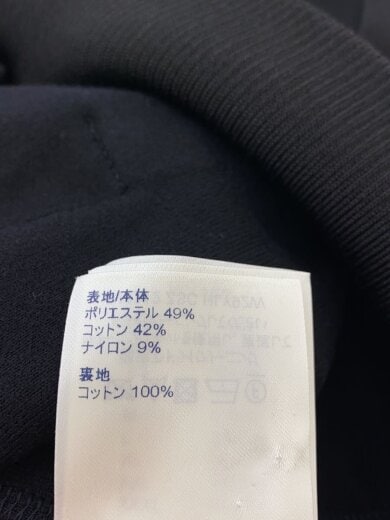 表地/本体
ポリエステル 49%
コットン 42%
ナイロン 9%
裏地
コットン 100%